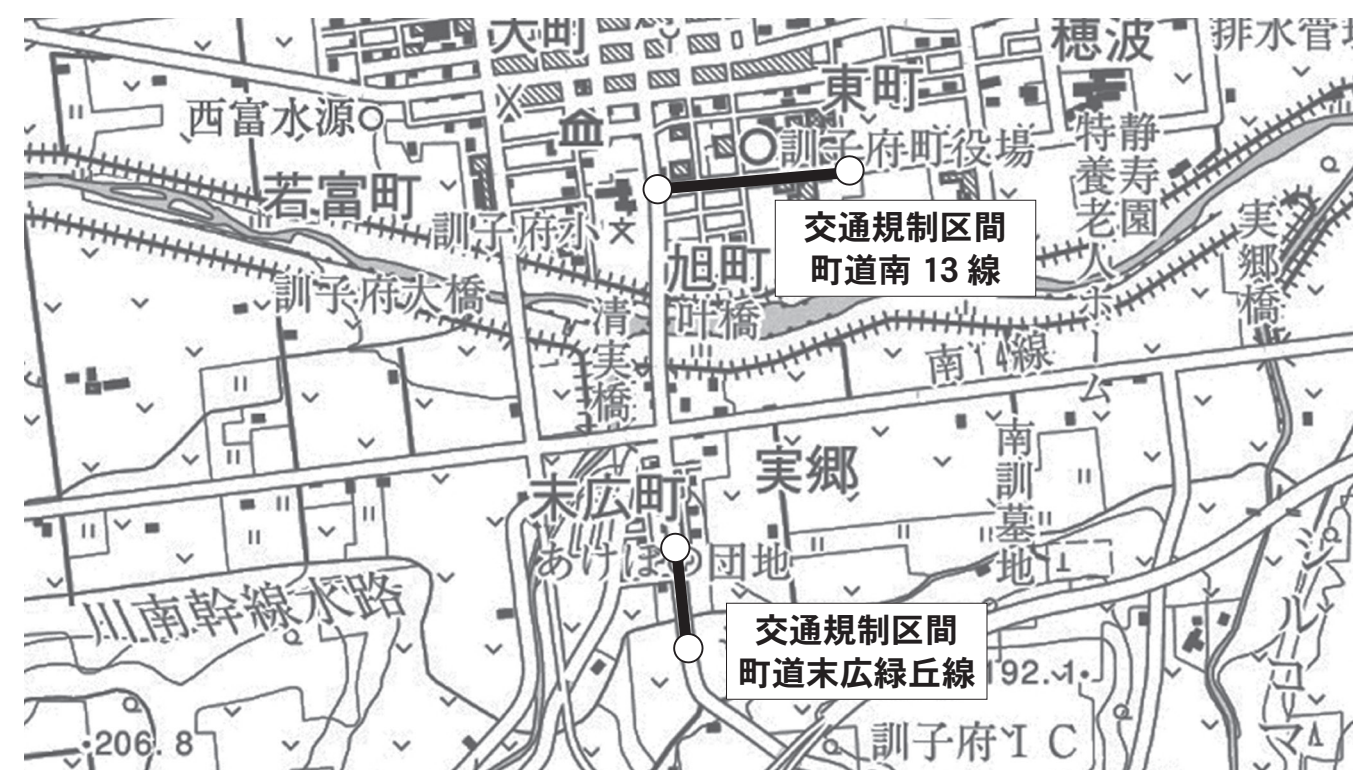 大町
穂波
東町
西富水源
訓子府町役場
特養老人ホーム
静寿園
若富町
訓子府小
交通規制区間
町道南 13 線
旭町
実郷橋
訓子府大橋
清実橋
叶橋
南14線
実郷
南訓墓地
末広町
あけぼの団地
川南幹線水路
交通規制区間
町道末広緑丘線
192.1
206.8
訓子府IC